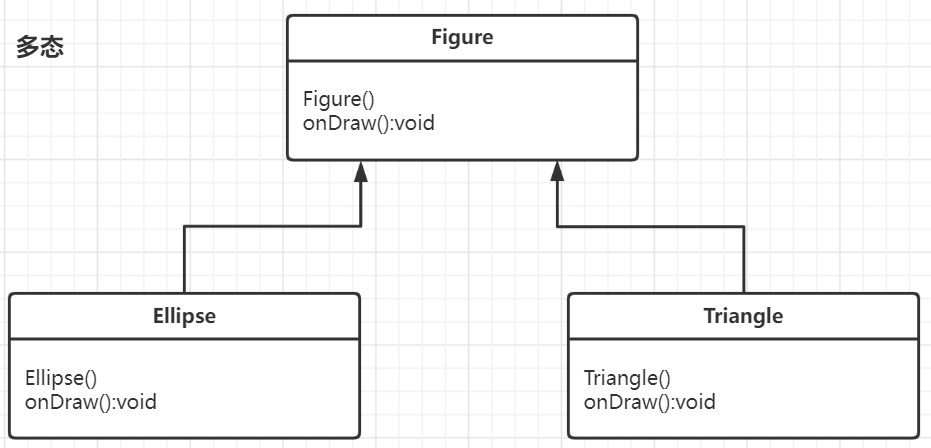 多态
Figure
Figure()
onDraw():void
Ellipse
Ellipse()
onDraw():void
Triangle
Triangle()
onDraw():void